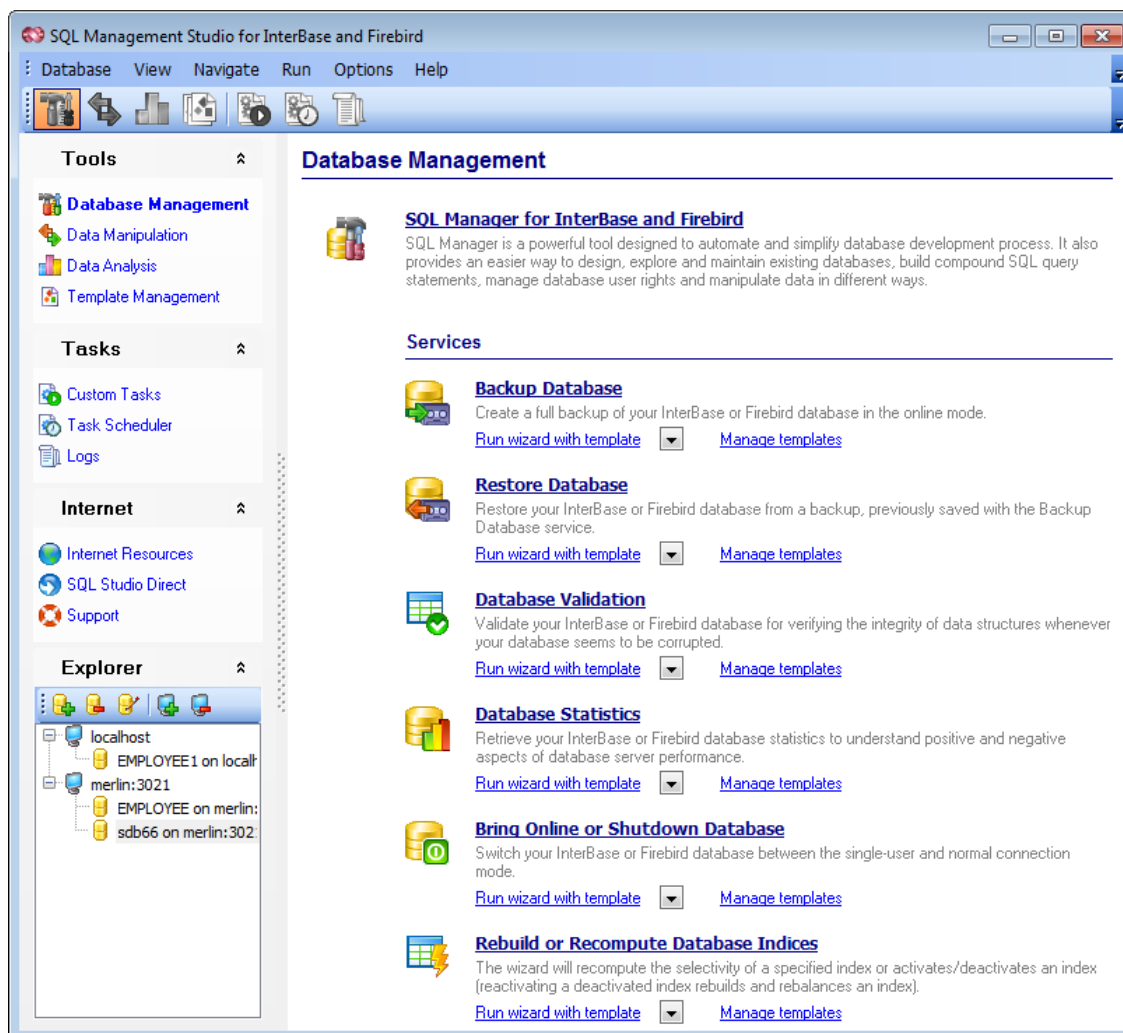 SQL Management Studio for InterBase and Firebird
Database View Navigate Run Options Help
Tools
Database Management
Data Manipulation
Data Analysis
Template Management
Tasks
Custom Tasks
Task Scheduler
Logs
Internet
Internet Resources
SQL Studio Direct
Support
Explorer
localhost
EMPLOYEE1 on localh
merlin:3021
EMPLOYEE on merlin:
sdb66 on merlin:302
Database Management
SQL Manager for InterBase and Firebird
SQL Manager is a powerful tool designed to automate and simplify database development process. It also
provides an easier way to design, explore and maintain existing databases, build compound SQL query
statements, manage database user rights and manipulate data in different ways.
Services
Backup Database
Create a full backup of your InterBase or Firebird database in the online mode.
Run wizard with template Manage templates
Restore Database
Restore your InterBase or Firebird database from a backup, previously saved with the Backup
Database service.
Run wizard with template Manage templates
Database Validation
Validate your InterBase or Firebird database for verifying the integrity of data structures whenever
your database seems to be corrupted.
Run wizard with template Manage templates
Database Statistics
Retrieve your InterBase or Firebird database statistics to understand positive and negative
aspects of database server performance.
Run wizard with template Manage templates
Bring Online or Shutdown Database
Switch your InterBase or Firebird database between the single-user and normal connection
mode.
Run wizard with template Manage templates
Rebuild or Recompute Database Indices
The wizard will recompute the selectivity of a specified index or activates/deactivates an index
(reactivating a deactivated index rebuilds and rebalances an index).
Run wizard with template Manage templates